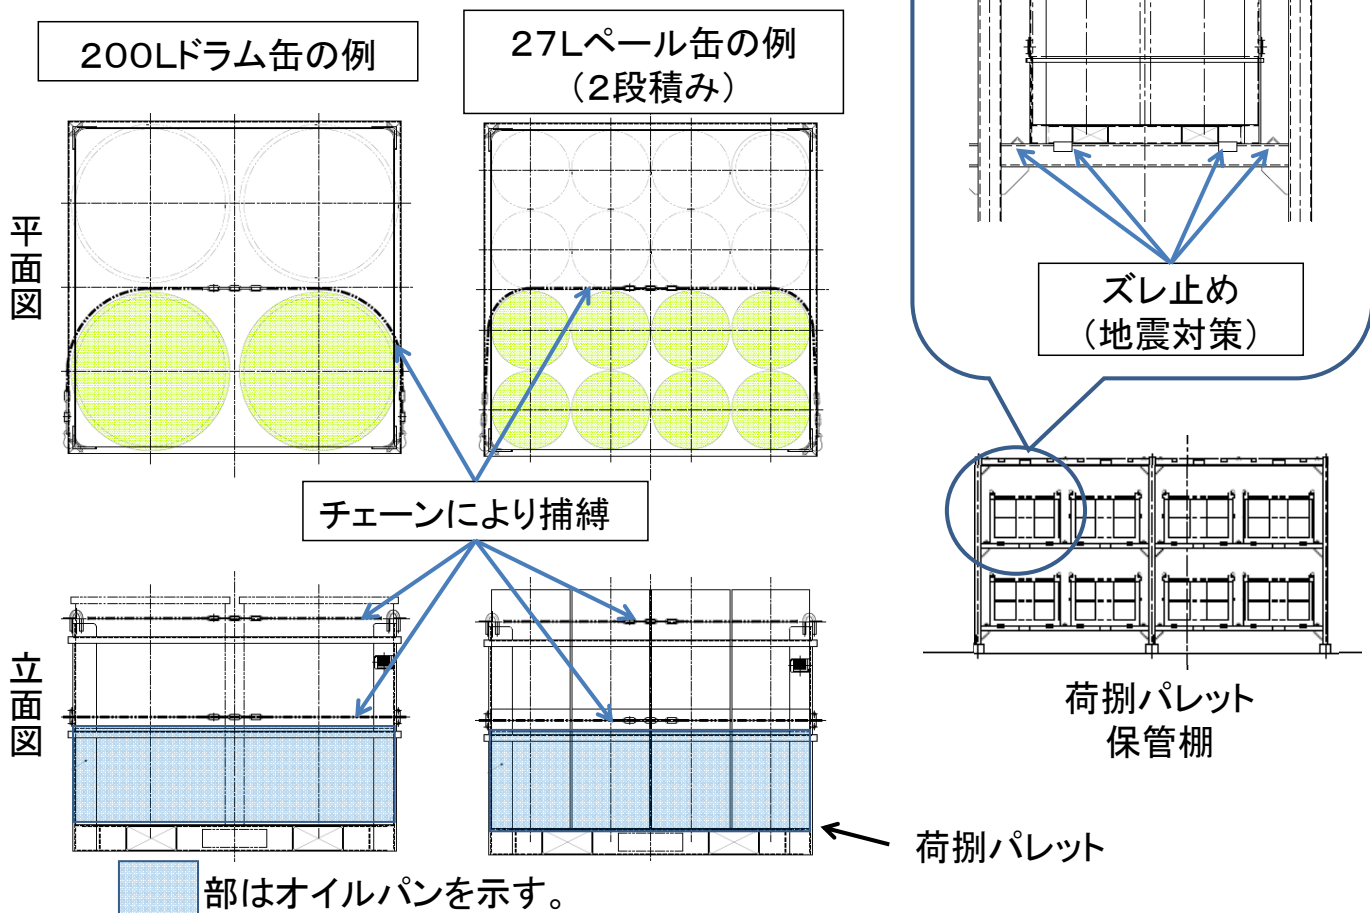 200Lドラム缶の例
27Lペール缶の例
(2段積み)
平面図
ズレ止め
(地震対策)
チェーンにより捕縛
立面図
荷捌パレット
保管棚
荷捌パレット
部はオイルパンを示す。